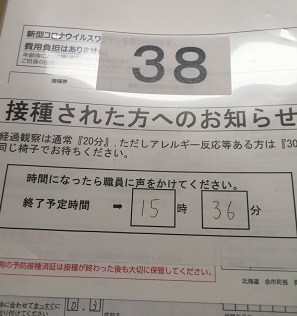 新型コロナウイルスワ
費用負担はありませ
38
接種された方へのお知らせ
経過観察は通常『20分』, ただしアレルギー反応等ある方は『30
同じ椅子でお待ちください。
時間になったら職員に声をかけてください。
終了予定時間 ➡ 15 時 36 分
の予防接種済証は接種が終わった後も大切に保管してください。
北海道 余市町長
0.3